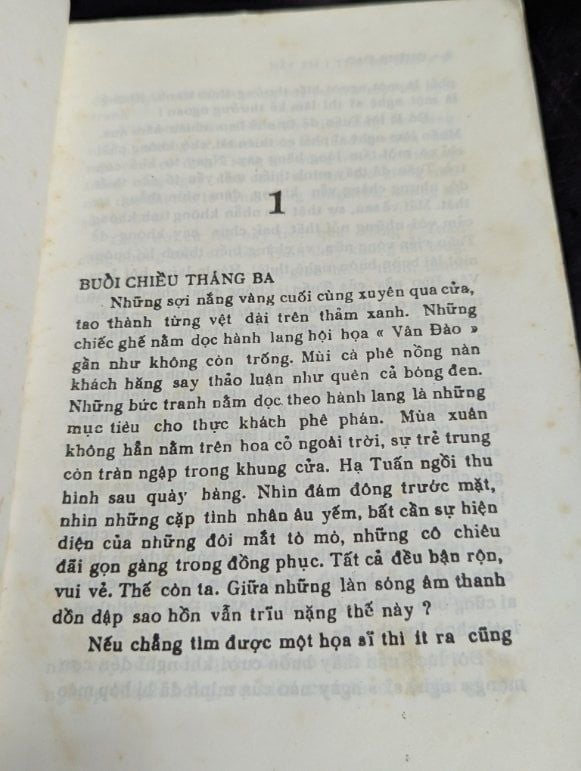 1
BUỔI CHIỀU THÁNG BA
Những sợi nắng vàng cuối cùng xuyên qua cửa,
tao thành từng vệt dài trên thảm xanh. Những
chiếc ghế nằm dọc hành lang hội họa « Vân Đào »
gần như không còn trống. Mùi cà phê nồng nàn
khách hăng say thảo luận như quên cả bóng đen.
Những bức tranh nằm dọc theo hành lang là những
mục tiêu cho thực khách phê phán. Mùa xuân
không hẳn nằm trên hoa cỏ ngoài trời, sự trẻ trung
còn tràn ngập trong khung cửa. Hạ Tuấn ngồi thu
hình sau quày hàng. Nhìn đám đông trước mặt,
nhìn những cặp tình nhân âu yếm, bất cần sự hiện
diện của những đôi mắt tò mò, những cô chiêu
đãi gọn gàng trong đồng phục. Tất cả đều bận rộn,
vui vẻ. Thế còn ta. Giữa những làn sóng âm thanh
dồn dập sao hồn vẫn trĩu nặng thế này ?
Nếu chẳng tìm được một họa sĩ thì ít ra cũng